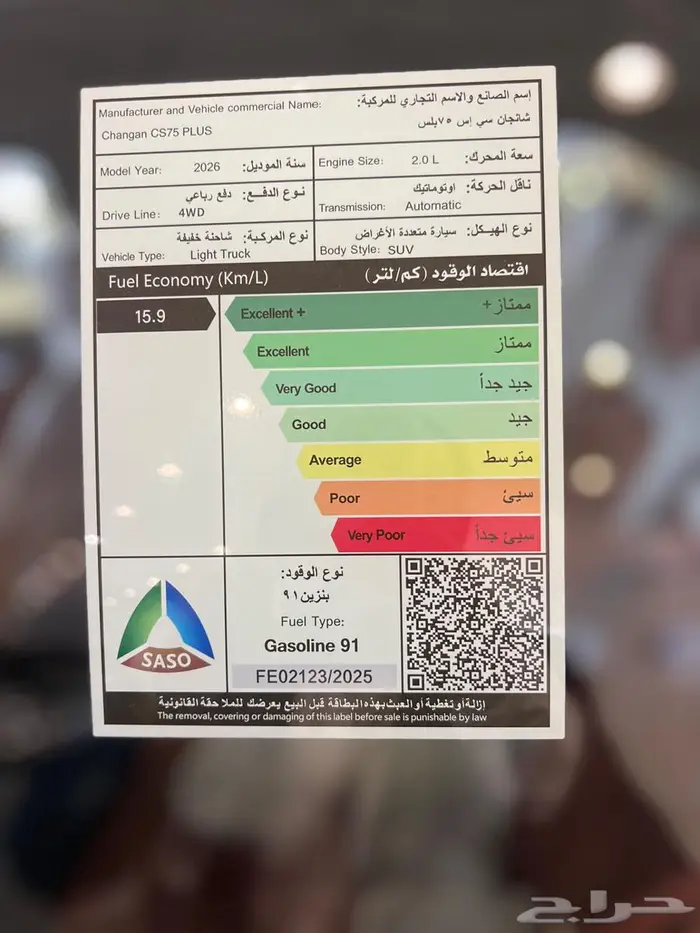 Manufacturer and Vehicle commercial Name: إسم الصانع والاسم التجاري للمركبة:
Changan CS75 PLUS شانجان سي إس ٧٥بلس
Model Year: 2026 سنة الموديل:
Engine Size: 2.0 L سعة المحرك:
نوع الدفـــع: دفع رباعي
Drive Line: 4WD
ناقل الحركة: اوتوماتيك
Transmission: Automatic
نوع المركبة: شاحنة خفيفة
Vehicle Type: Light Truck
نوع الهيكل: سيارة متعددة الأغراض
Body Style: SUV
Fuel Economy (Km/L) اقتصاد الوقود (كم/لتر)
15.9
Excellent + ممتاز+
Excellent ممتاز
Very Good جيد جداً
Good جيد
Average متوسط
Poor سيئ
Very Poor سيئ جداً
SASO
نوع الوقود:
بنزين٩١
Fuel Type:
Gasoline 91
FE02123/2025
إزالة أو تغطية أو العبث بهذه البطاقة قبل البيع يعرضك للملاحقة القانونية
The removal, covering or damaging of this label before sale is punishable by law
حراج